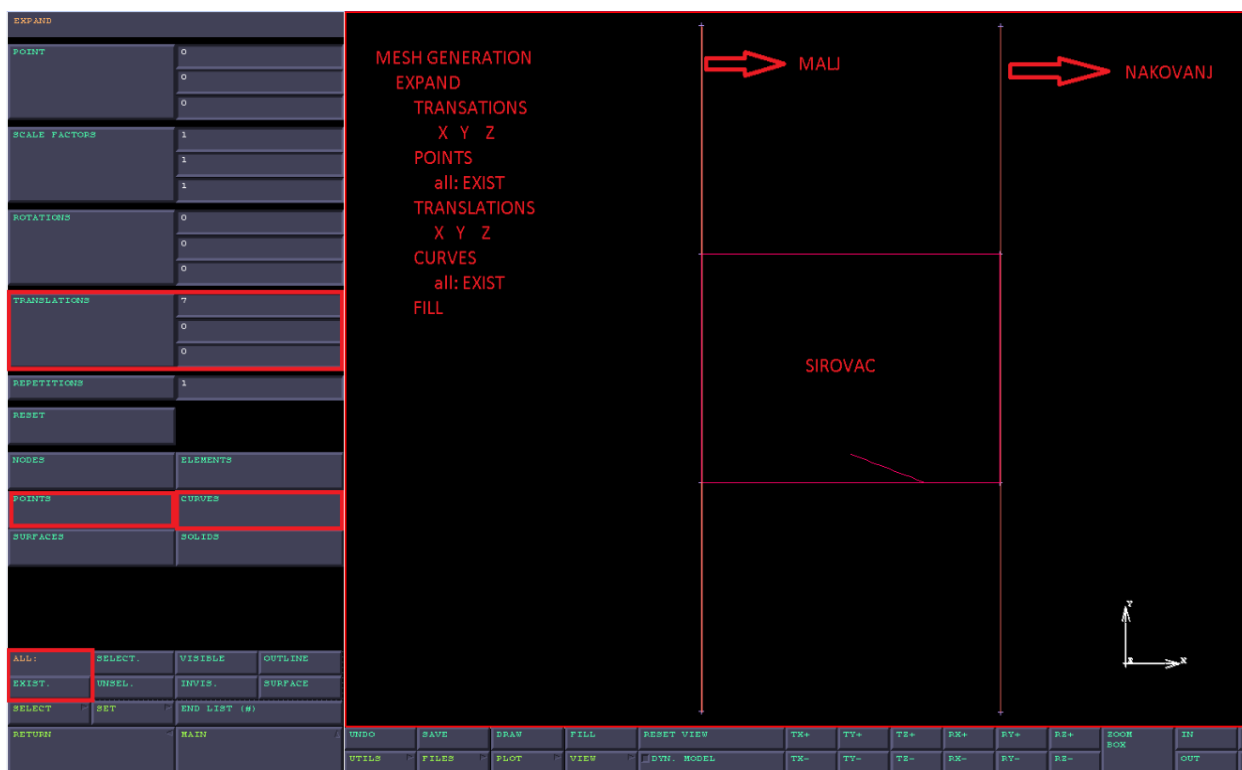 EXPAND
POINT
0
0
0
SCALE FACTORS
1
1
1
ROTATIONS
0
0
0
TRANSLATIONS
7
0
0
REPETITIONS 1
RESET
NODES ELEMENTS
POINTS CURVES
SURFACES SOLIDS
ALL: SELECT. VISIBLE OUTLINE
EXIST. UNSEL. INVIS. SURFACE
SELECT SET END LIST (#)
RETURN MAIN
MESH GENERATION
EXPAND
TRANSATIONS
X Y Z
POINTS
all: EXIST
TRANSLATIONS
X Y Z
CURVES
all: EXIST
FILL
MALJ
NAKOVANJ
SIROVAC
Y
Z X
UNDO SAVE DRAW FILL RESET VIEW TX+ TY+ TZ+ RX+ RY+ RZ+ ZOOM BOX IN
UTILS FILES PLOT VIEW DYN. MODEL TX- TY- TZ- RX- RY- RZ- OUT